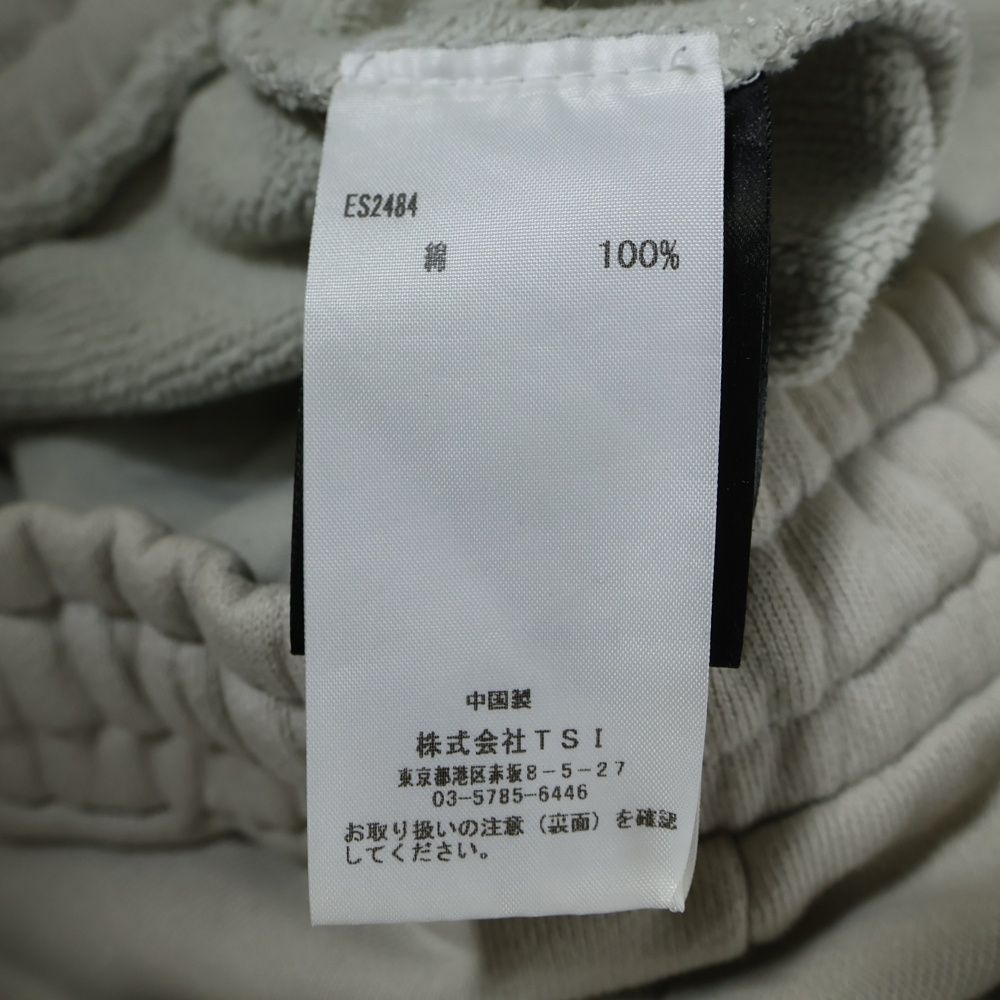 ES2484
綿 100%
中国製
株式会社TSI
東京都港区赤坂8-5-27
03-5785-6446
お取り扱いの注意(裏面)を確認
してください。